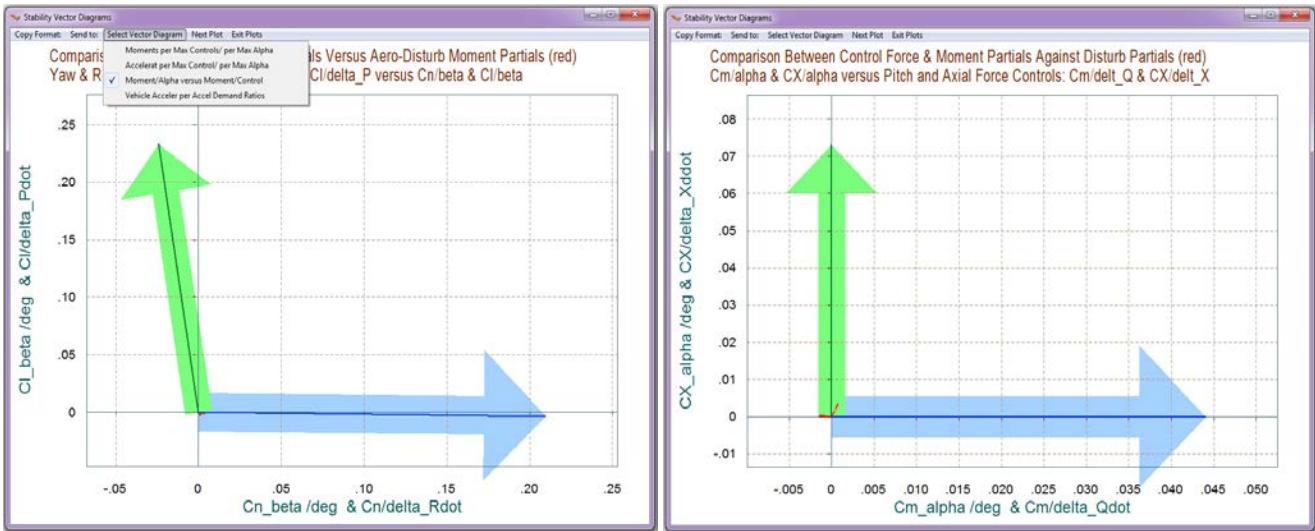 Stability Vector Diagrams
Copy Format: Send to: Select Vector Diagram Next Plot Exit Plots
Moments per Max Controls/ per Max Alpha
Accelerat per Max Control/ per Max Alpha
✓ Moment/Alpha versus Moment/Control
Vehicle Acceler per Accel Demand Ratios
Comparison als Versus Aero-Disturb Moment Partials (red)
Yaw & R Cl/delta_P versus Cn/beta & Cl/beta
.25
.20
.15
.10
.05
0
Cl_beta /deg & Cl/delta_Pdot
-.05 0 .05 .10 .15 .20 .25
Cn_beta /deg & Cn/delta_Rdot
Stability Vector Diagrams
Copy Format: Send to: Select Vector Diagram Next Plot Exit Plots
Comparison Between Control Force & Moment Partials Against Disturb Partials (red)
Cm/alpha & CX/alpha versus Pitch and Axial Force Controls: Cm/delt_Q & CX/delt_X
.08
.07
.06
.05
.04
.03
.02
.01
0
-.01
CX_alpha /deg & CX/delta_Xddot
-.005 0 .005 .010 .015 .020 .025 .030 .035 .040 .045 .050
Cm_alpha /deg & Cm/delta_Qdot